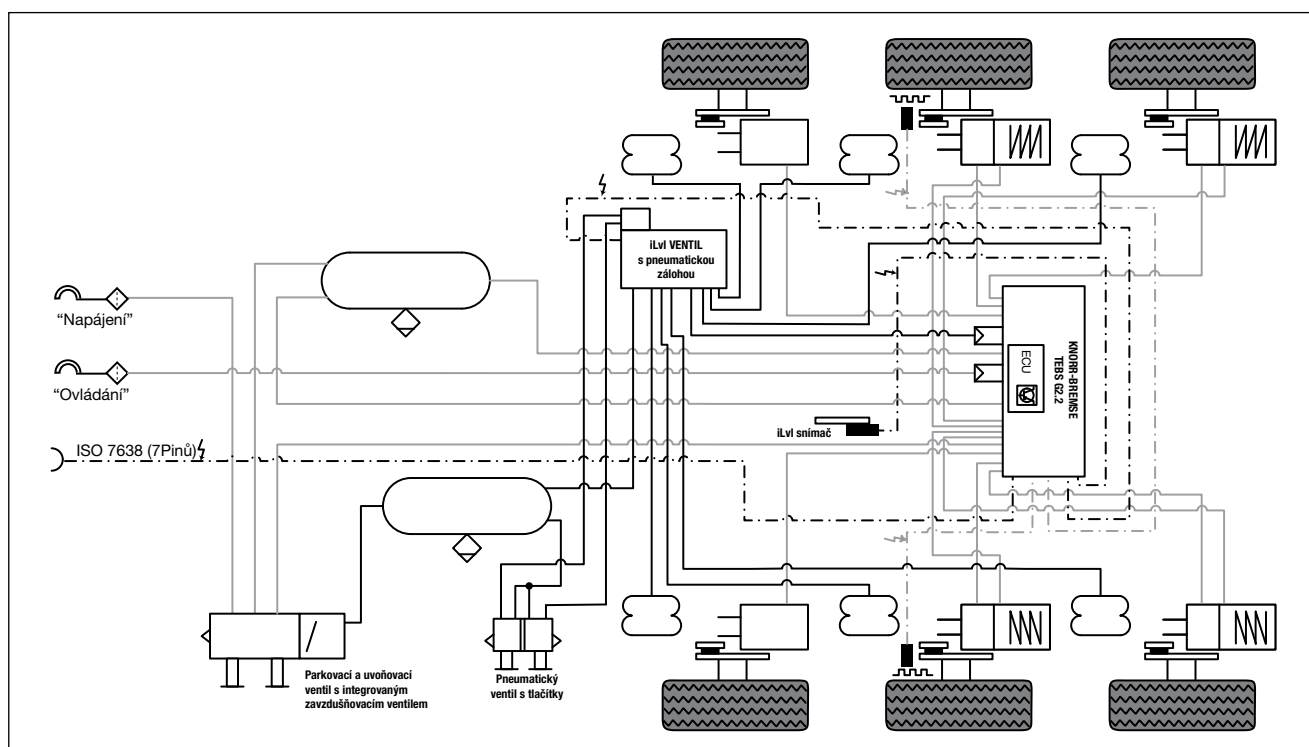 iLvl VENTIL
s pneumatickou
zálohou
“Napájení”
“Ovládání”
KNORR-BREMSE
TEBS G2.2
ECU
iLvl snímač
ISO 7638 (7Pinů)
Parkovací a uvoňovací
ventil s integrovaným
zavzdušňovacím ventilem
Pneumatický
ventil s tlačítky